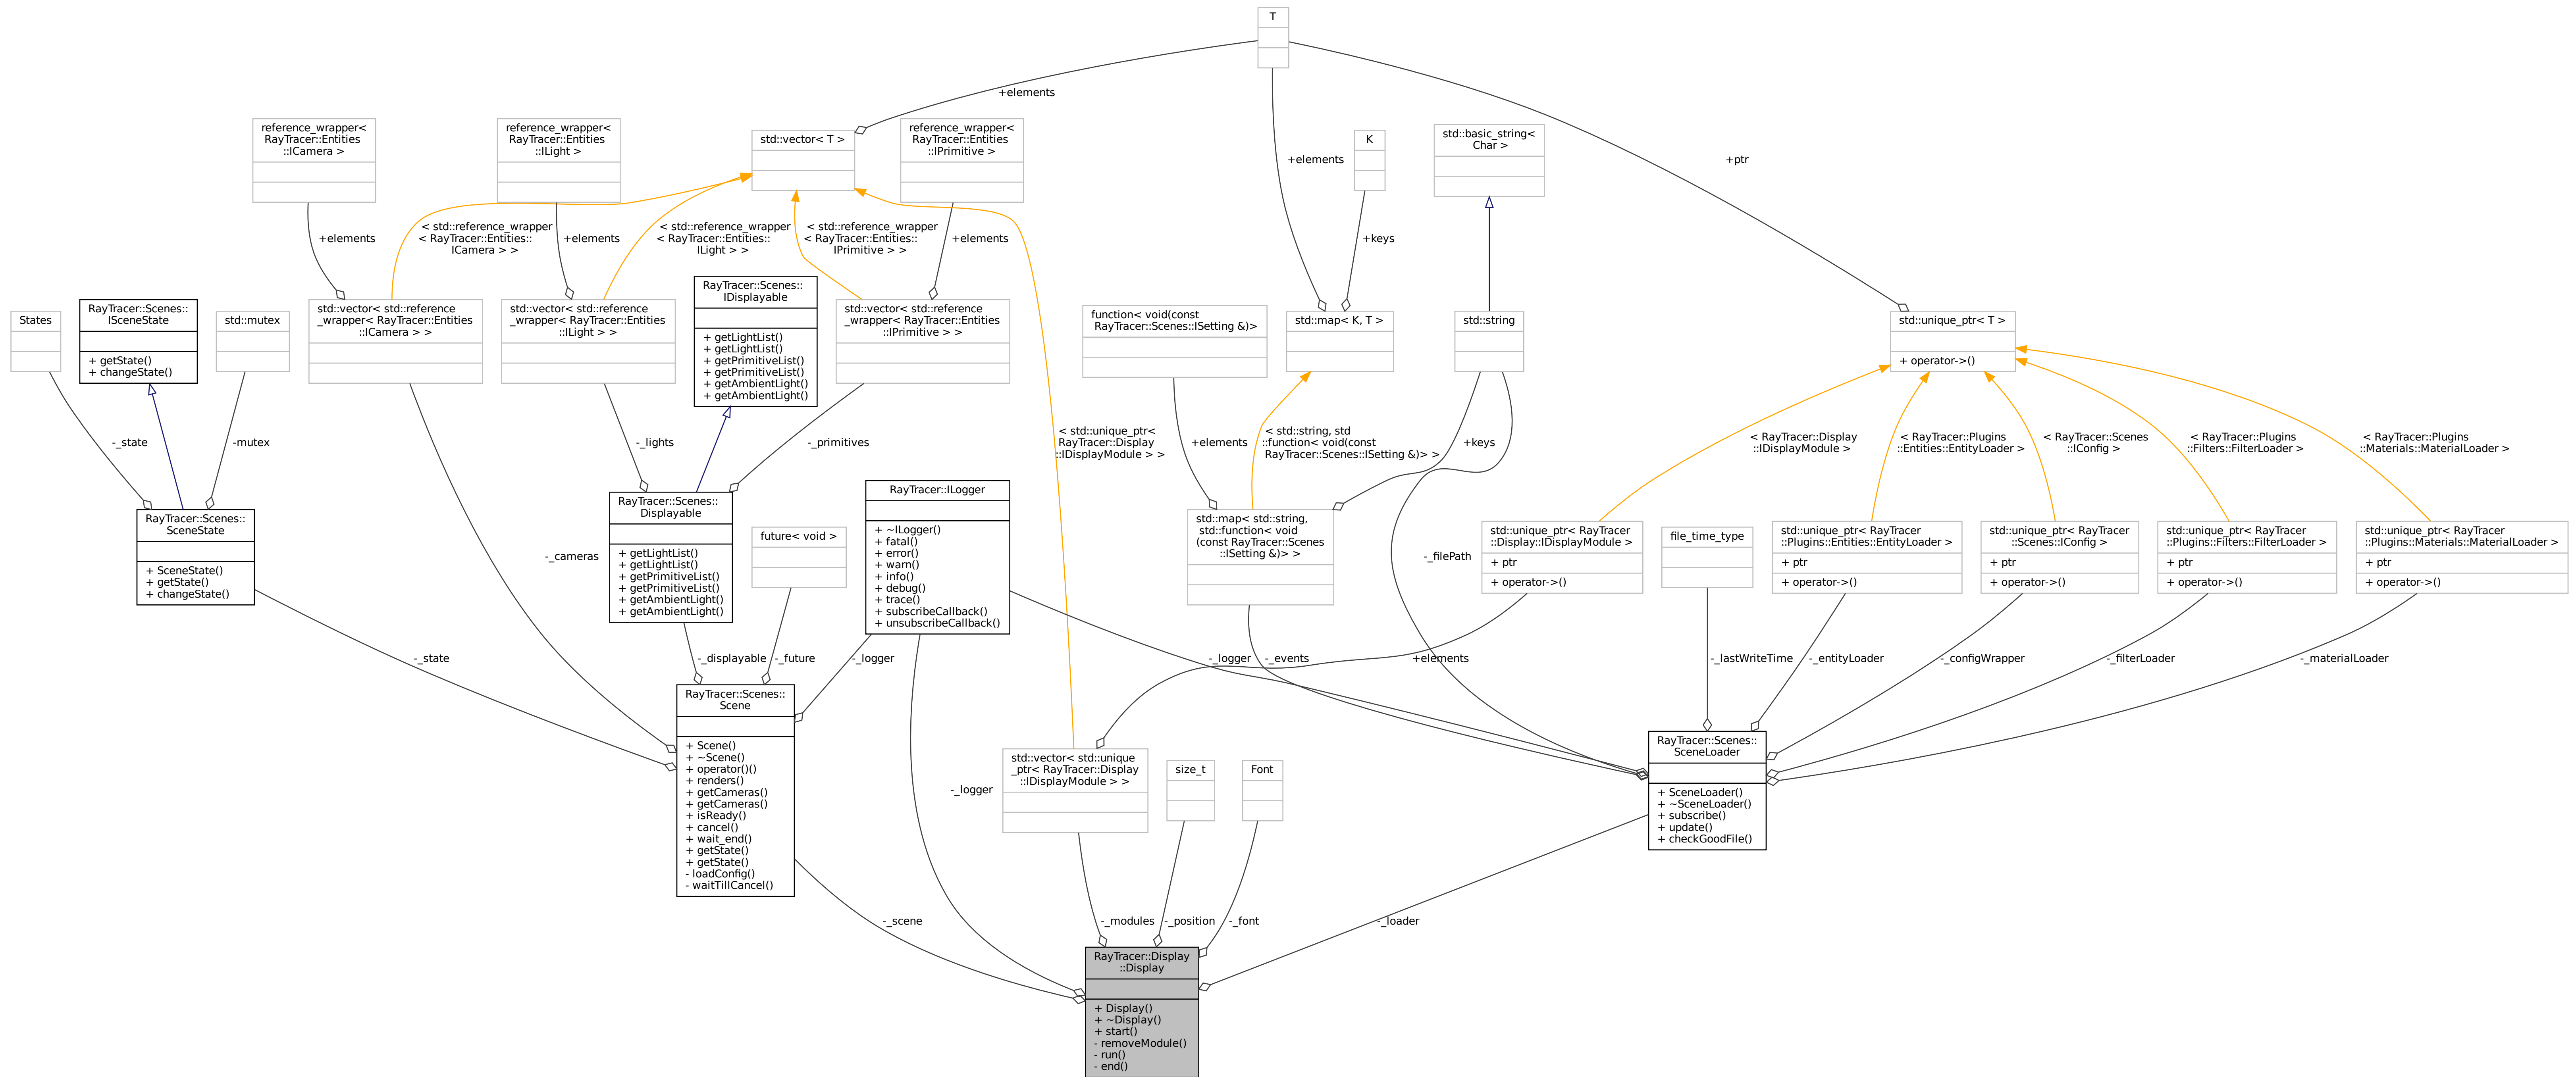 T
+elements
+elements
+ptr
reference_wrapper<
RayTracer::Entities
::ICamera >
reference_wrapper<
RayTracer::Entities
::ILight >
std::vector< T >
reference_wrapper<
RayTracer::Entities
::IPrimitive >
K
std::basic_string<
Char >
+elements
< std::reference_wrapper
< RayTracer::Entities::
ICamera > >
+elements
< std::reference_wrapper
< RayTracer::Entities::
ILight > >
< std::reference_wrapper
< RayTracer::Entities::
IPrimitive > >
+elements
+keys
States
RayTracer::Scenes::
ISceneState
+ getState()
+ changeState()
std::mutex
std::vector< std::reference
_wrapper< RayTracer::Entities
::ICamera > >
std::vector< std::reference
_wrapper< RayTracer::Entities
::ILight > >
RayTracer::Scenes::
IDisplayable
+ getLightList()
+ getLightList()
+ getPrimitiveList()
+ getPrimitiveList()
+ getAmbientLight()
+ getAmbientLight()
std::vector< std::reference
_wrapper< RayTracer::Entities
::IPrimitive > >
function< void(const
RayTracer::Scenes::ISetting &)>
std::map< K, T >
std::string
std::unique_ptr< T >
+ operator->()
-_state
-mutex
-_lights
-_primitives
< std::unique_ptr<
RayTracer::Display
::IDisplayModule > >
+elements
< std::string, std
::function< void(const
RayTracer::Scenes::ISetting &)> >
+keys
< RayTracer::Display
::IDisplayModule >
< RayTracer::Plugins
::Entities::EntityLoader >
< RayTracer::Scenes
::IConfig >
< RayTracer::Plugins
::Filters::FilterLoader >
< RayTracer::Plugins
::Materials::MaterialLoader >
RayTracer::Scenes::
SceneState
+ SceneState()
+ getState()
+ changeState()
-_cameras
RayTracer::Scenes::
Displayable
+ getLightList()
+ getLightList()
+ getPrimitiveList()
+ getPrimitiveList()
+ getAmbientLight()
+ getAmbientLight()
future< void >
RayTracer::ILogger
+ ~ILogger()
+ fatal()
+ error()
+ warn()
+ info()
+ debug()
+ trace()
+ subscribeCallback()
+ unsubscribeCallback()
std::map< std::string,
std::function< void
(const RayTracer::Scenes
::ISetting &)> >
-_filePath
std::unique_ptr< RayTracer
::Display::IDisplayModule >
+ ptr
+ operator->()
file_time_type
std::unique_ptr< RayTracer
::Plugins::Entities::EntityLoader >
+ ptr
+ operator->()
std::unique_ptr< RayTracer
::Scenes::IConfig >
+ ptr
+ operator->()
std::unique_ptr< RayTracer
::Plugins::Filters::FilterLoader >
+ ptr
+ operator->()
std::unique_ptr< RayTracer
::Plugins::Materials::MaterialLoader >
+ ptr
+ operator->()
-_state
-_displayable
-_future
-_logger
-_logger
-_events
+elements
-_lastWriteTime
-_entityLoader
-_configWrapper
-_filterLoader
-_materialLoader
RayTracer::Scenes::
Scene
+ Scene()
+ ~Scene()
+ operator()()
+ renders()
+ getCameras()
+ getCameras()
+ isReady()
+ cancel()
+ wait_end()
+ getState()
+ getState()
- loadConfig()
- waitTillCancel()
-_logger
std::vector< std::unique
_ptr< RayTracer::Display
::IDisplayModule > >
size_t
Font
RayTracer::Scenes::
SceneLoader
+ SceneLoader()
+ ~SceneLoader()
+ subscribe()
+ update()
+ checkGoodFile()
-_scene
-_modules
-_position
-_font
-_loader
RayTracer::Display
::Display
+ Display()
+ ~Display()
+ start()
- removeModule()
- run()
- end()